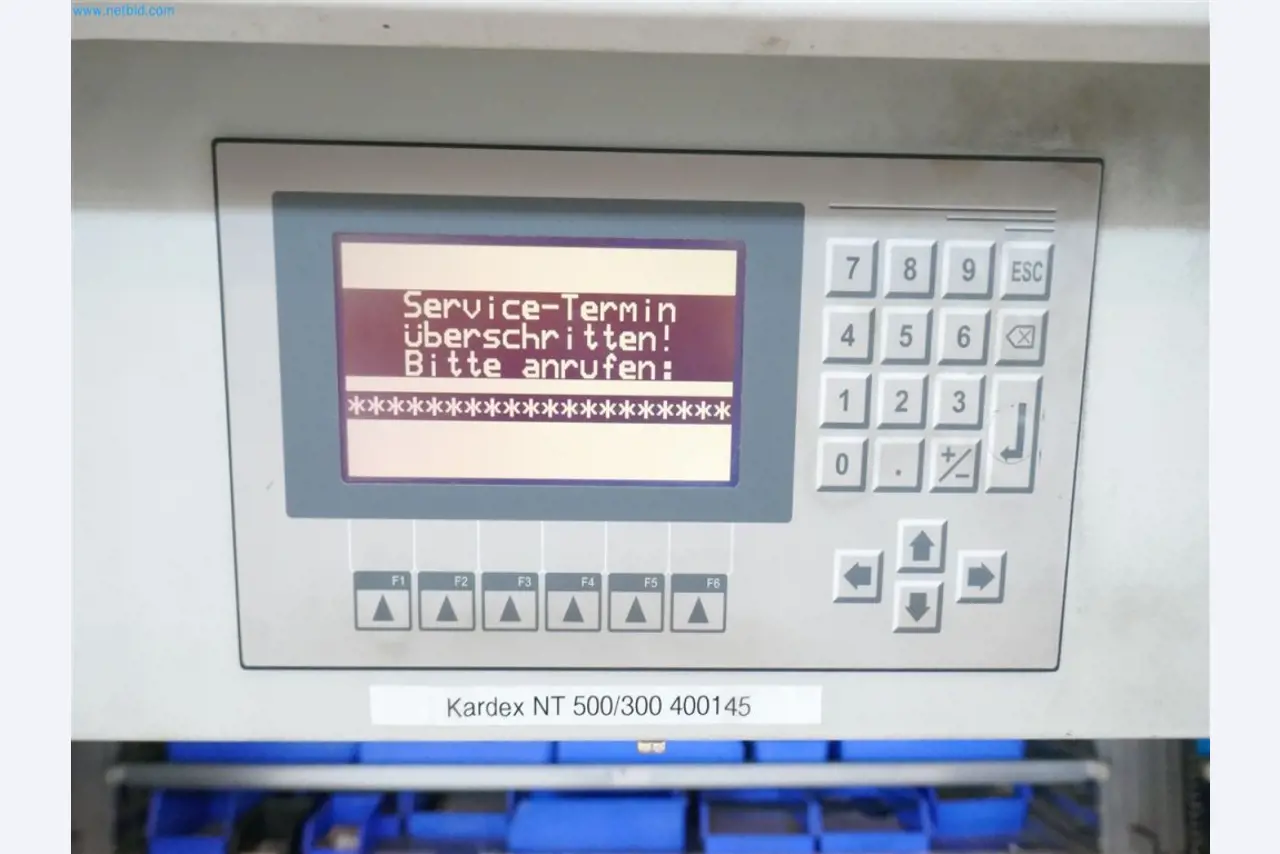 www.netbid.com
Service-Termin
überschritten!
Bitte anrufen:
********************
7 8 9 ESC
4 5 6
1 2 3
0 . +/-
F1 F2 F3 F4 F5 F6
Kardex NT 500/300 400145